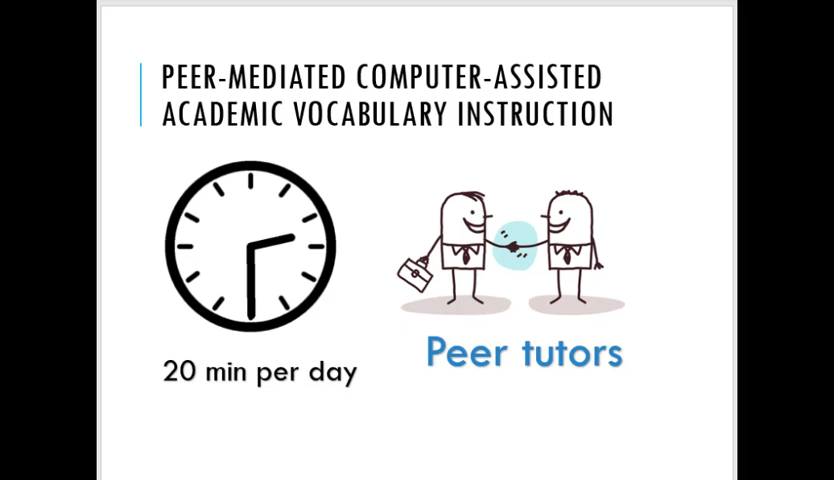 PEER-MEDIATED COMPUTER-ASSISTED
ACADEMIC VOCABULARY INSTRUCTION
20 min per day
Peer tutors